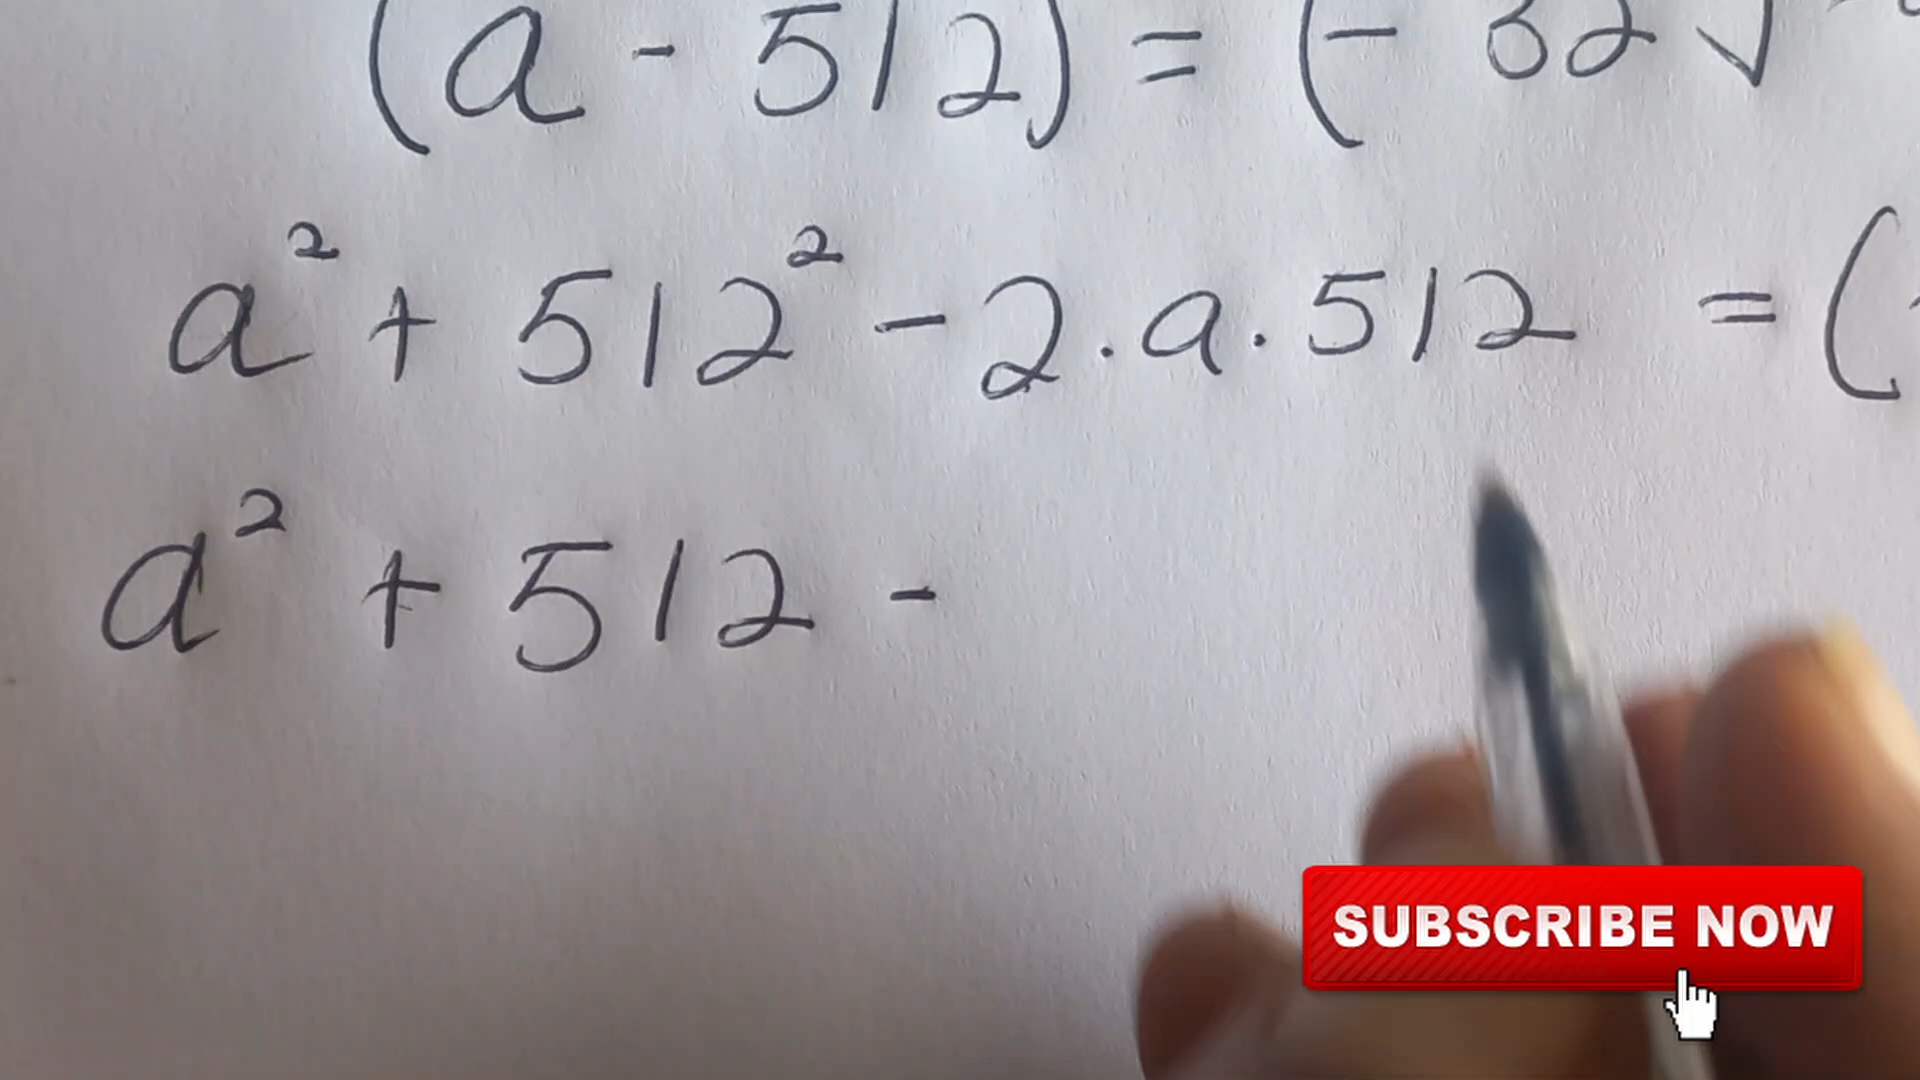 (a - 512) = (- 32√
a² + 512² - 2 · a · 512 = (
a² + 512 -
SUBSCRIBE NOW